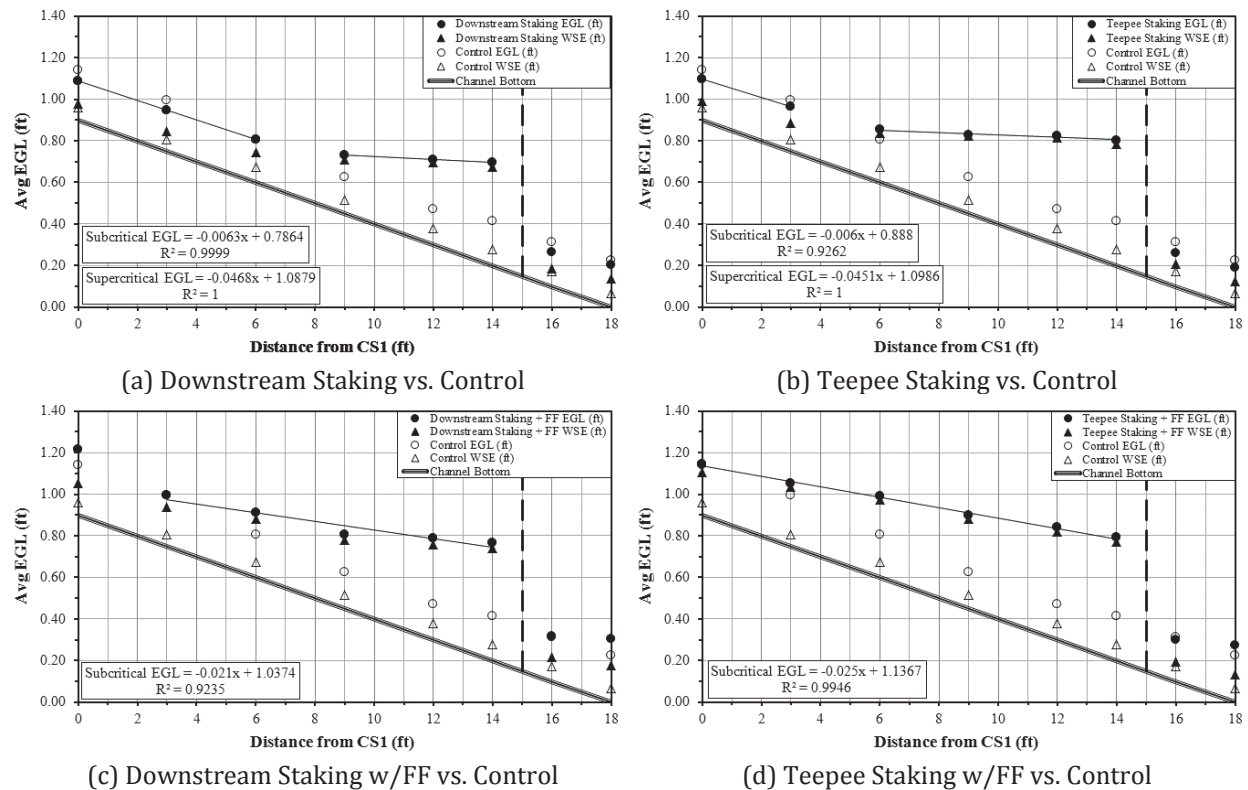 Downstream Staking EGL (ft)
Downstream Staking WSE (ft)
Control EGL (ft)
Control WSE (ft)
Channel Bottom
1.40
1.20
1.00
0.80
0.60
0.40
0.20
0.00
Avg EGL (ft)
Subcritical EGL = -0.0063x + 0.7864
R² = 0.9999
Supercritical EGL = -0.0468x + 1.0879
R² = 1
0 2 4 6 8 10 12 14 16 18
Distance from CS1 (ft)
(a) Downstream Staking vs. Control
Teepee Staking EGL (ft)
Teepee Staking WSE (ft)
Control EGL (ft)
Control WSE (ft)
Channel Bottom
1.40
1.20
1.00
0.80
0.60
0.40
0.20
0.00
Avg EGL (ft)
Subcritical EGL = -0.006x + 0.888
R² = 0.9262
Supercritical EGL = -0.0451x + 1.0986
R² = 1
0 2 4 6 8 10 12 14 16 18
Distance from CS1 (ft)
(b) Teepee Staking vs. Control
Downstream Staking + FF EGL (ft)
Downstream Staking + FF WSE (ft)
Control EGL (ft)
Control WSE (ft)
Channel Bottom
1.40
1.20
1.00
0.80
0.60
0.40
0.20
0.00
Avg EGL (ft)
Subcritical EGL = -0.021x + 1.0374
R² = 0.9235
0 2 4 6 8 10 12 14 16 18
Distance from CS1 (ft)
(c) Downstream Staking w/FF vs. Control
Teepee Staking + FF EGL (ft)
Teepee Staking + FF WSE (ft)
Control EGL (ft)
Control WSE (ft)
Channel Bottom
1.40
1.20
1.00
0.80
0.60
0.40
0.20
0.00
Avg EGL (ft)
Subcritical EGL = -0.025x + 1.1367
R² = 0.9946
0 2 4 6 8 10 12 14 16 18
Distance from CS1 (ft)
(d) Teepee Staking w/FF vs. Control